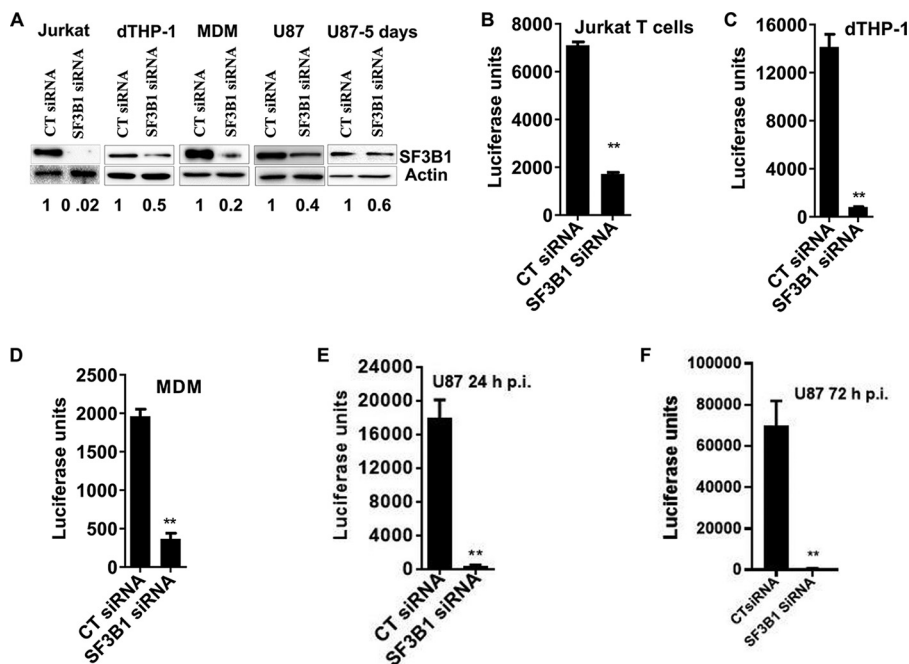 A
Jurkat dTHP-1 MDM U87 U87-5 days
CT siRNA SF3B1 siRNA CT siRNA SF3B1 siRNA CT siRNA SF3B1 siRNA CT siRNA SF3B1 siRNA CT siRNA SF3B1 siRNA
SF3B1
Actin
1 0 .02 1 0.5 1 0.2 1 0.4 1 0.6
B
Jurkat T cells
Luciferase units
8000
6000
4000
2000
0
**
CT siRNA
SF3B1 SiRNA
C
dTHP-1
Luciferase units
16000
12000
8000
4000
0
**
CT siRNA
SF3B1 siRNA
D
MDM
Luciferase units
2500
2000
1500
1000
500
0
**
CT siRNA
SF3B1 siRNA
E
U87 24 h p.i.
Luciferase units
24000
20000
16000
12000
8000
4000
0
**
CT siRNA
SF3B1 siRNA
F
U87 72 h p.i.
Luciferase units
100000
80000
60000
40000
20000
0
**
CTsiRNA
SF3B1 SiRNA